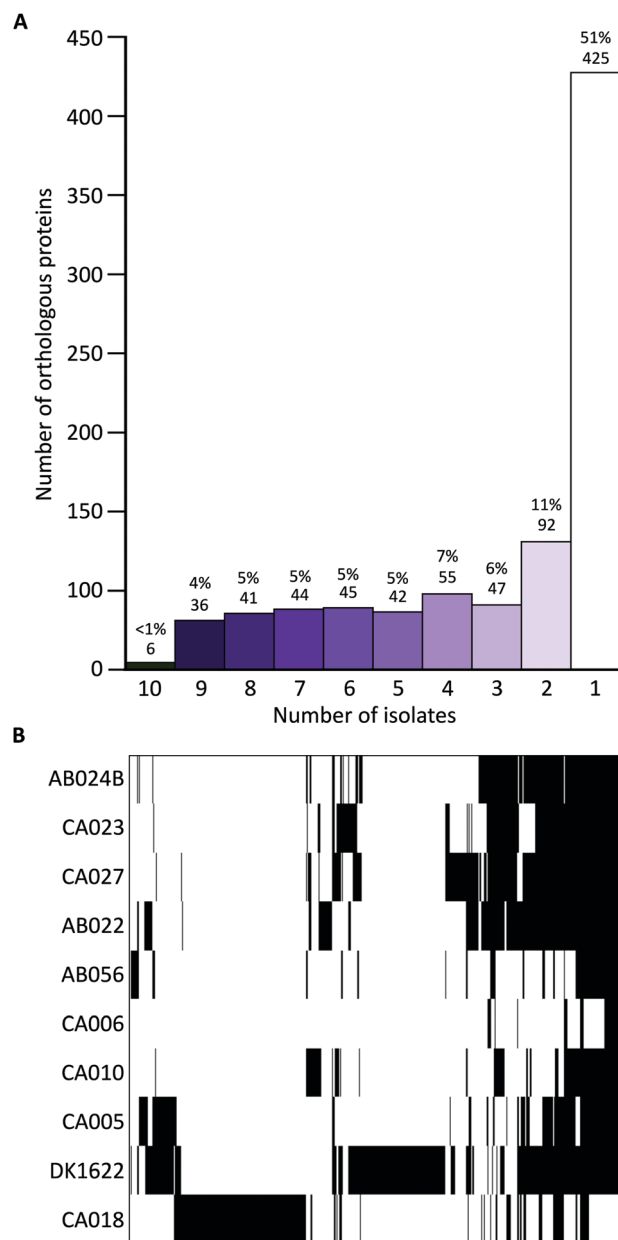 A
Number of orthologous proteins
450
400
350
300
250
200
150
100
0
<1%
6
4%
36
5%
41
5%
44
5%
45
5%
42
7%
55
6%
47
11%
92
51%
425
10 9 8 7 6 5 4 3 2 1
Number of isolates
B
AB024B
CA023
CA027
AB022
AB056
CA006
CA010
CA005
DK1622
CA018